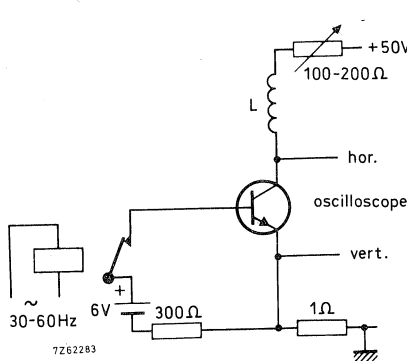 +50V
100-200Ω
L
hor.
oscilloscope
vert.
+
6V
300Ω
1Ω
~
30-60Hz
7Z62283